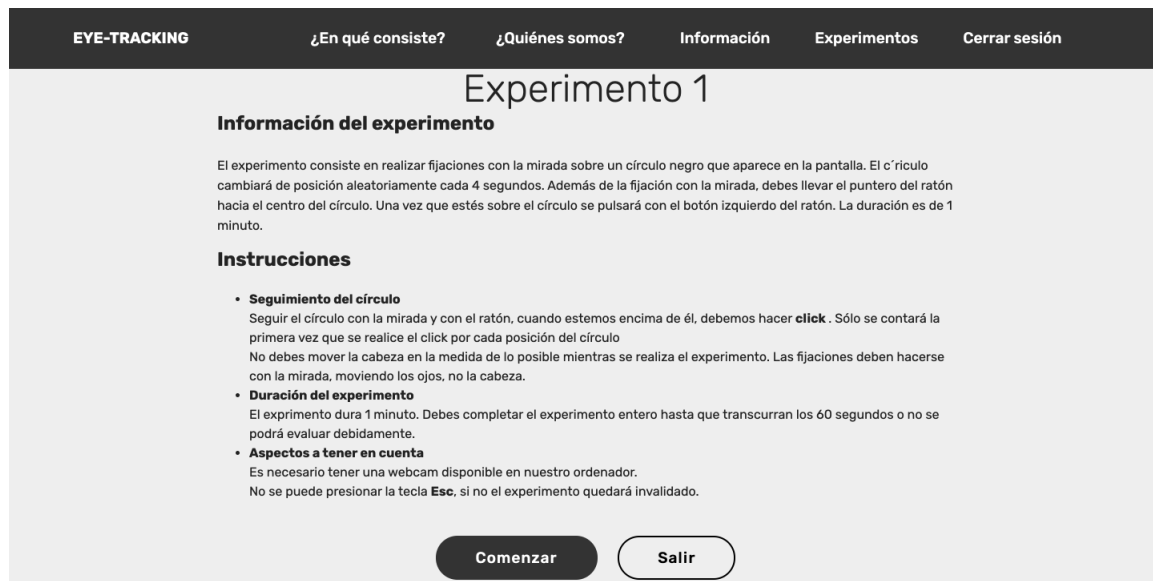 EYE-TRACKING ¿En qué consiste? ¿Quiénes somos? Información Experimentos Cerrar sesión
Experimento 1
Información del experimento
El experimento consiste en realizar fijaciones con la mirada sobre un círculo negro que aparece en la pantalla. El c´riculo
cambiará de posición aleatoriamente cada 4 segundos. Además de la fijación con la mirada, debes llevar el puntero del ratón
hacia el centro del círculo. Una vez que estés sobre el círculo se pulsará con el botón izquierdo del ratón. La duración es de 1
minuto.
Instrucciones
• Seguimiento del círculo
Seguir el círculo con la mirada y con el ratón, cuando estemos encima de él, debemos hacer click . Sólo se contará la
primera vez que se realice el click por cada posición del círculo
No debes mover la cabeza en la medida de lo posible mientras se realiza el experimento. Las fijaciones deben hacerse
con la mirada, moviendo los ojos, no la cabeza.
• Duración del experimento
El exprimento dura 1 minuto. Debes completar el experimento entero hasta que transcurran los 60 segundos o no se
podrá evaluar debidamente.
• Aspectos a tener en cuenta
Es necesario tener una webcam disponible en nuestro ordenador.
No se puede presionar la tecla Esc, si no el experimento quedará invalidado.
Comenzar Salir